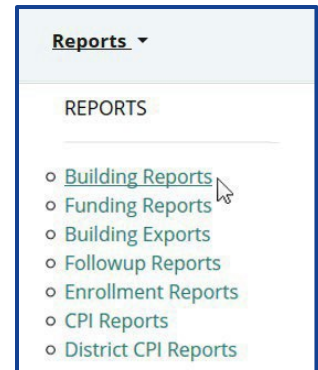 Reports
REPORTS
Building Reports
Funding Reports
Building Exports
Followup Reports
Enrollment Reports
CPI Reports
District CPI Reports